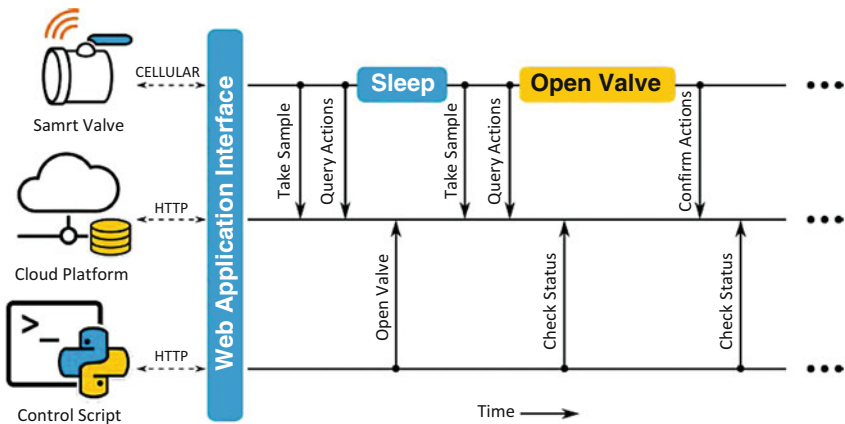 CELLULAR
Samrt Valve
HTTP
Cloud Platform
>_
HTTP
Control Script
Web Application Interface
Sleep
Open Valve
Take Sample
Query Actions
Take Sample
Query Actions
Confirm Actions
Open Valve
Check Status
Check Status
Time